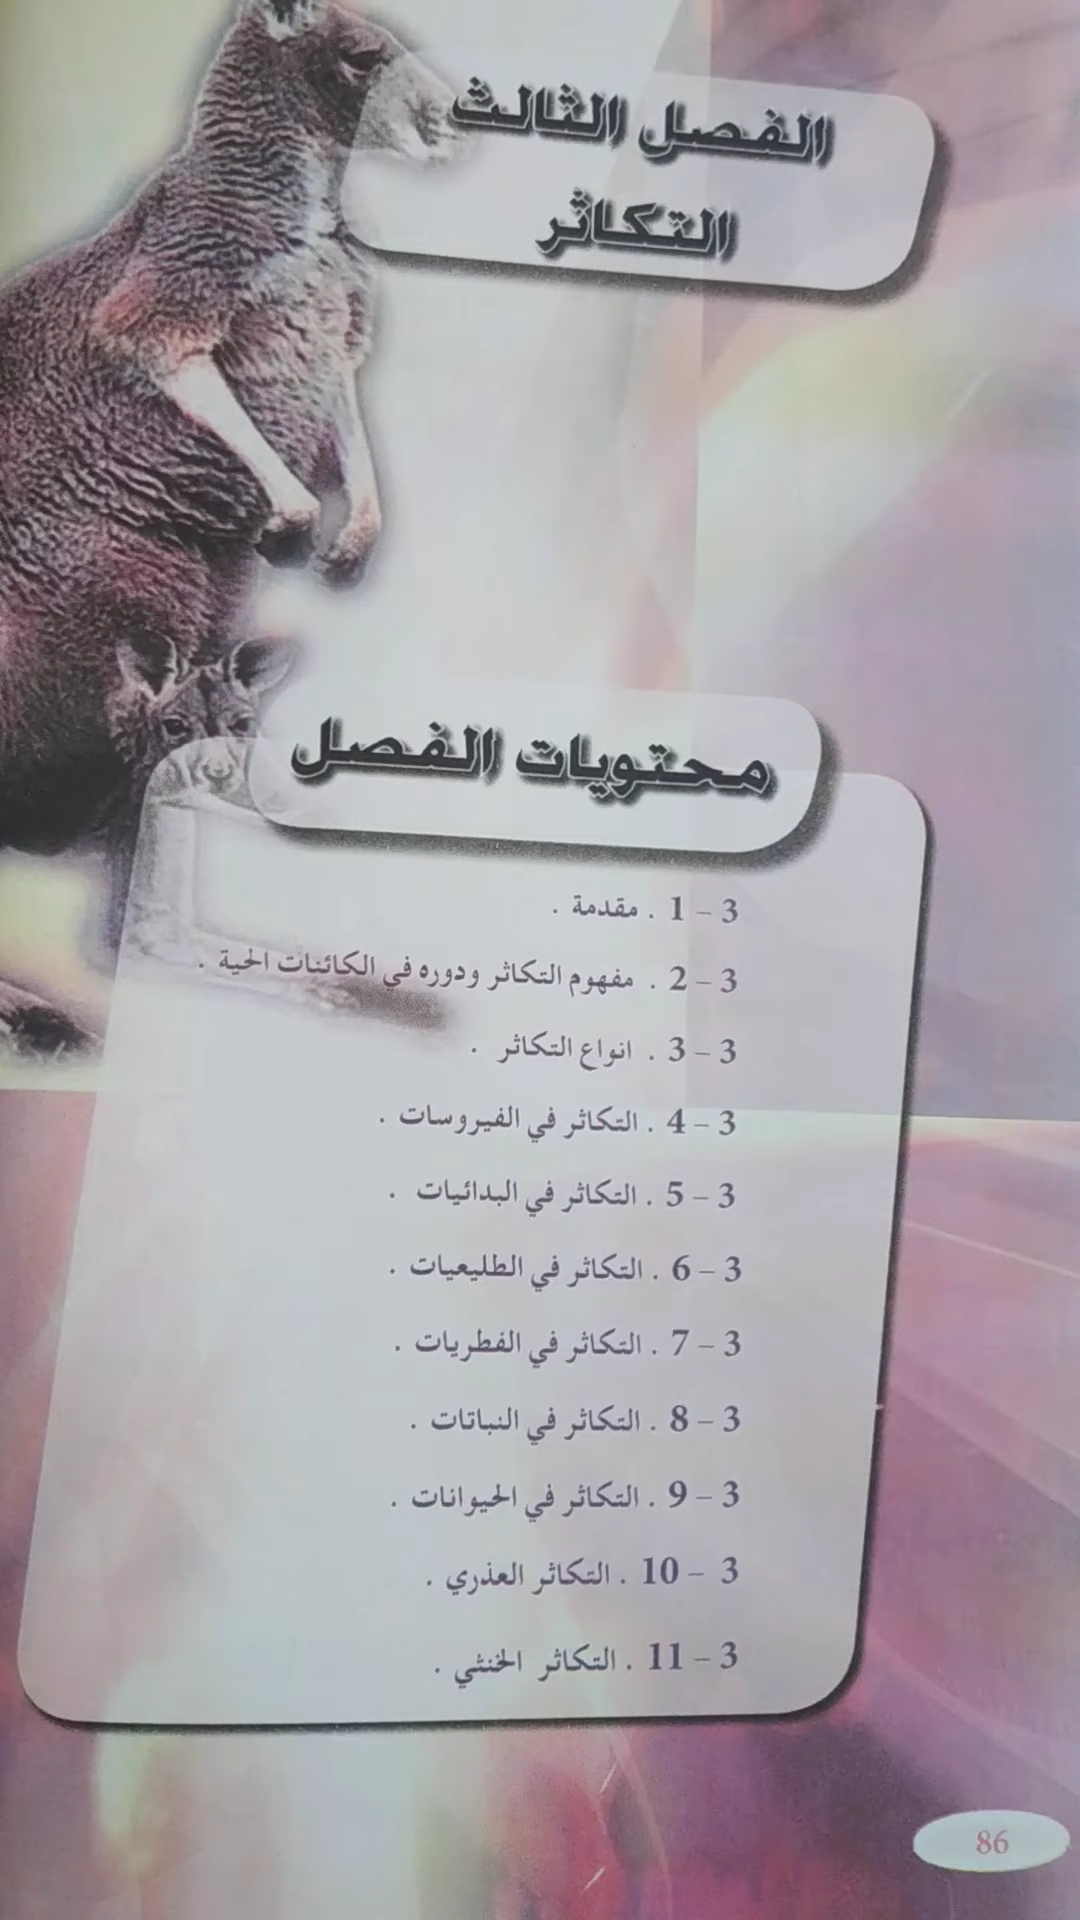 الفصل الثالث
التكاثر
محتويات الفصل
3 – 1 . مقدمة .
3 – 2 . مفهوم التكاثر ودوره في الكائنات الحية .
3 – 3 . انواع التكاثر .
3 – 4 . التكاثر في الفيروسات .
3 – 5 . التكاثر في البدائيات .
3 – 6 . التكاثر في الطليعيات .
3 – 7 . التكاثر في الفطريات .
3 – 8 . التكاثر في النباتات .
3 – 9 . التكاثر في الحيوانات .
3 – 10 . التكاثر العذري .
3 – 11 . التكاثر الخنثي .
86